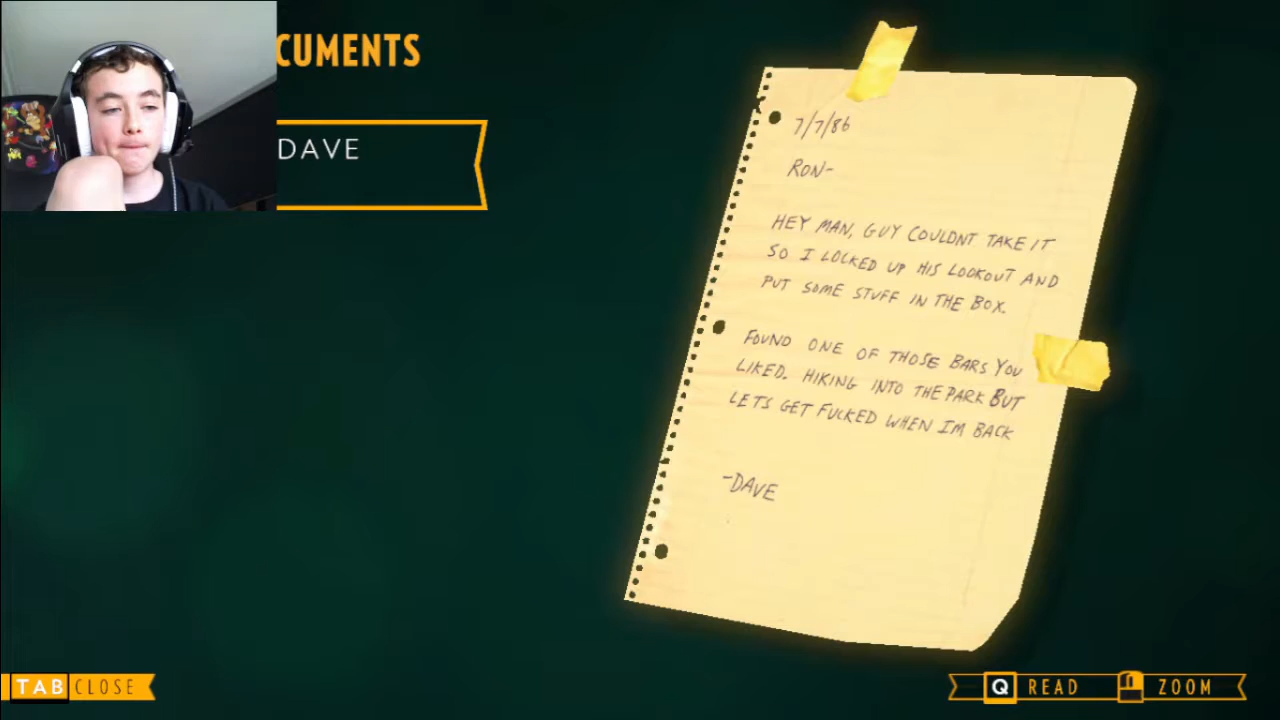 CUMENTS
DAVE
7/7/86
RON-
HEY MAN, GUY COULDNT TAKE IT
SO I LOCKED UP HIS LOOKOUT AND
PUT SOME STUFF IN THE BOX.
FOUND ONE OF THOSE BARS YOU
LIKED. HIKING INTO THE PARK BUT
LETS GET FUCKED WHEN IM BACK
-DAVE
TAB CLOSE
Q READ ZOOM